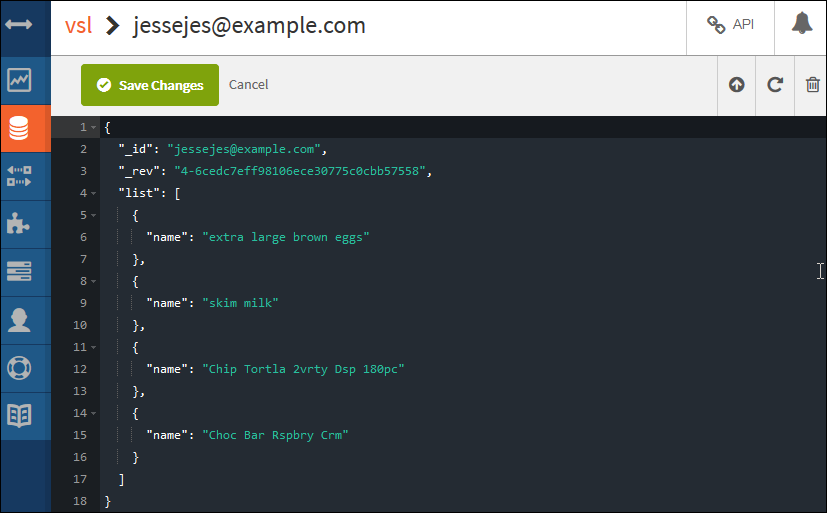 vsl > jessejes@example.com
API
Save Changes Cancel
1 {
2 "_id": "jessejes@example.com",
3 "_rev": "4-6cedc7eff98106ece30775c0cbb57558",
4 "list": [
5 {
6 "name": "extra large brown eggs"
7 },
8 {
9 "name": "skim milk"
10 },
11 {
12 "name": "Chip Tortla 2vrty Dsp 180pc"
13 },
14 {
15 "name": "Choc Bar Rspbry Crm"
16 }
17 ]
18 }